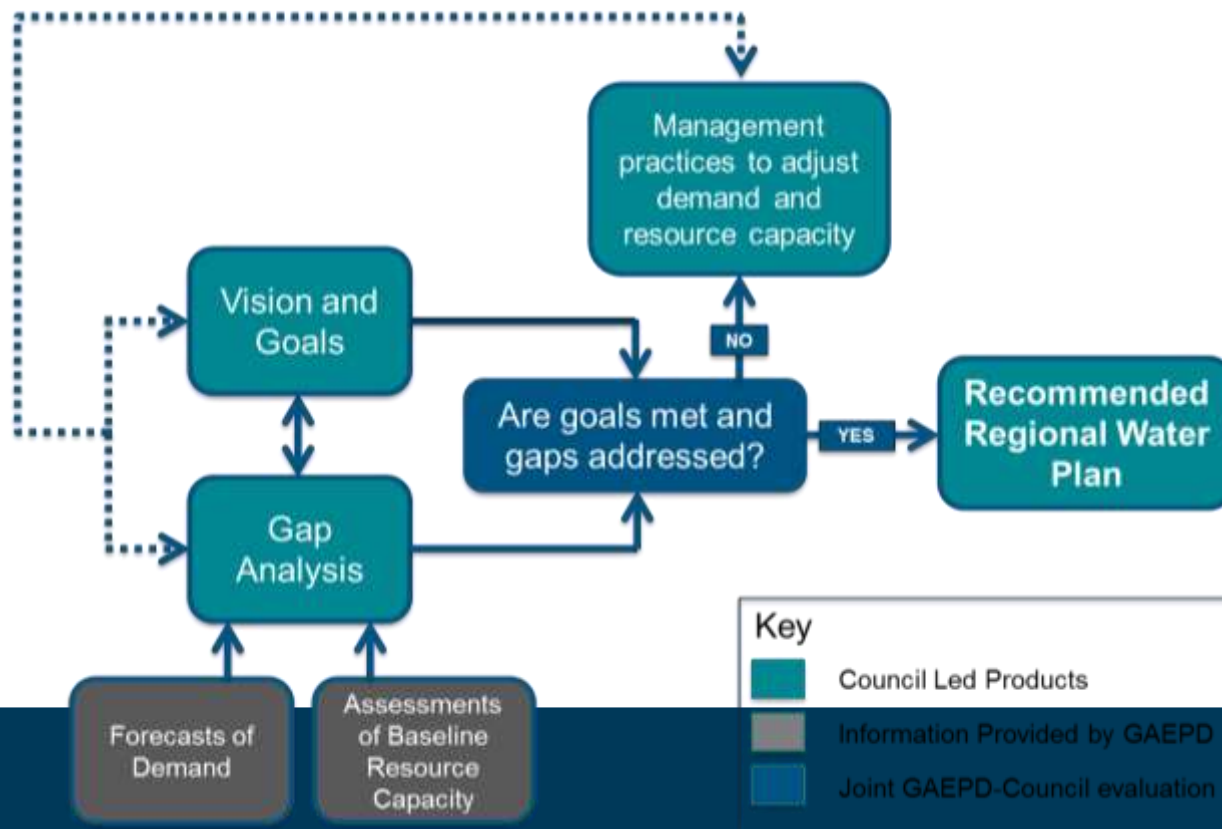 Management
practices to adjust
demand and
resource capacity
Vision and
Goals
NO
Are goals met and
gaps addressed?
YES
Recommended
Regional Water
Plan
Gap
Analysis
Forecasts of
Demand
Assessments
of Baseline
Resource
Capacity
Key
Council Led Products
Information Provided by GAEPD
Joint GAEPD-Council evaluation